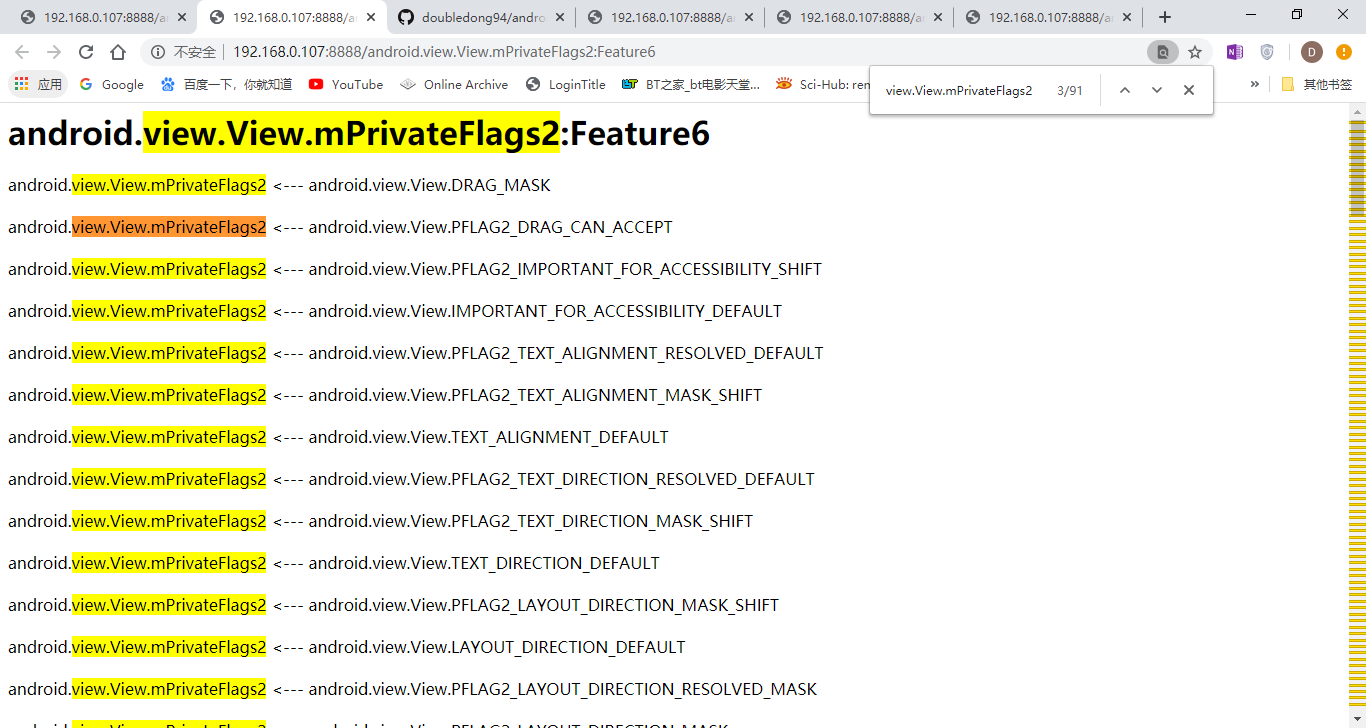 192.168.0.107:8888/a
192.168.0.107:8888/a
doubledong94/andro
192.168.0.107:8888/a
192.168.0.107:8888/a
192.168.0.107:8888/a
不安全 | 192.168.0.107:8888/android.view.View.mPrivateFlags2:Feature6
D
应用 Google 百度一下,你就知道 YouTube Online Archive LoginTitle BT之家_bt电影天堂... Sci-Hub: rem » 其他书签
view.View.mPrivateFlags2 3/91
android.view.View.mPrivateFlags2:Feature6
android.view.View.mPrivateFlags2 <--- android.view.View.DRAG_MASK
android.view.View.mPrivateFlags2 <--- android.view.View.PFLAG2_DRAG_CAN_ACCEPT
android.view.View.mPrivateFlags2 <--- android.view.View.PFLAG2_IMPORTANT_FOR_ACCESSIBILITY_SHIFT
android.view.View.mPrivateFlags2 <--- android.view.View.IMPORTANT_FOR_ACCESSIBILITY_DEFAULT
android.view.View.mPrivateFlags2 <--- android.view.View.PFLAG2_TEXT_ALIGNMENT_RESOLVED_DEFAULT
android.view.View.mPrivateFlags2 <--- android.view.View.PFLAG2_TEXT_ALIGNMENT_MASK_SHIFT
android.view.View.mPrivateFlags2 <--- android.view.View.TEXT_ALIGNMENT_DEFAULT
android.view.View.mPrivateFlags2 <--- android.view.View.PFLAG2_TEXT_DIRECTION_RESOLVED_DEFAULT
android.view.View.mPrivateFlags2 <--- android.view.View.PFLAG2_TEXT_DIRECTION_MASK_SHIFT
android.view.View.mPrivateFlags2 <--- android.view.View.TEXT_DIRECTION_DEFAULT
android.view.View.mPrivateFlags2 <--- android.view.View.PFLAG2_LAYOUT_DIRECTION_MASK_SHIFT
android.view.View.mPrivateFlags2 <--- android.view.View.LAYOUT_DIRECTION_DEFAULT
android.view.View.mPrivateFlags2 <--- android.view.View.PFLAG2_LAYOUT_DIRECTION_RESOLVED_MASK
android.view.View.mPrivateFlags2 <--- android.view.View.PFLAG2_LAYOUT_DIRECTION_MASK